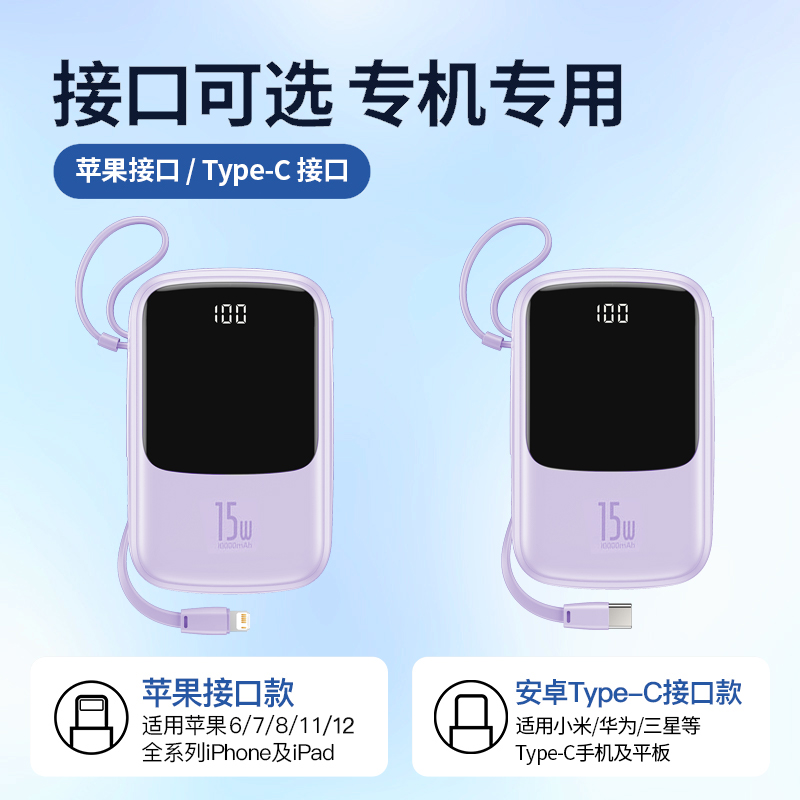 接口可选 专机专用
苹果接口 / Type-C 接口
100
100
15w
10000mAh
15w
10000mAh
苹果接口款
适用苹果6/7/8/11/12
全系列iPhone及iPad
安卓Type-C接口款
适用小米/华为/三星等
Type-C手机及平板